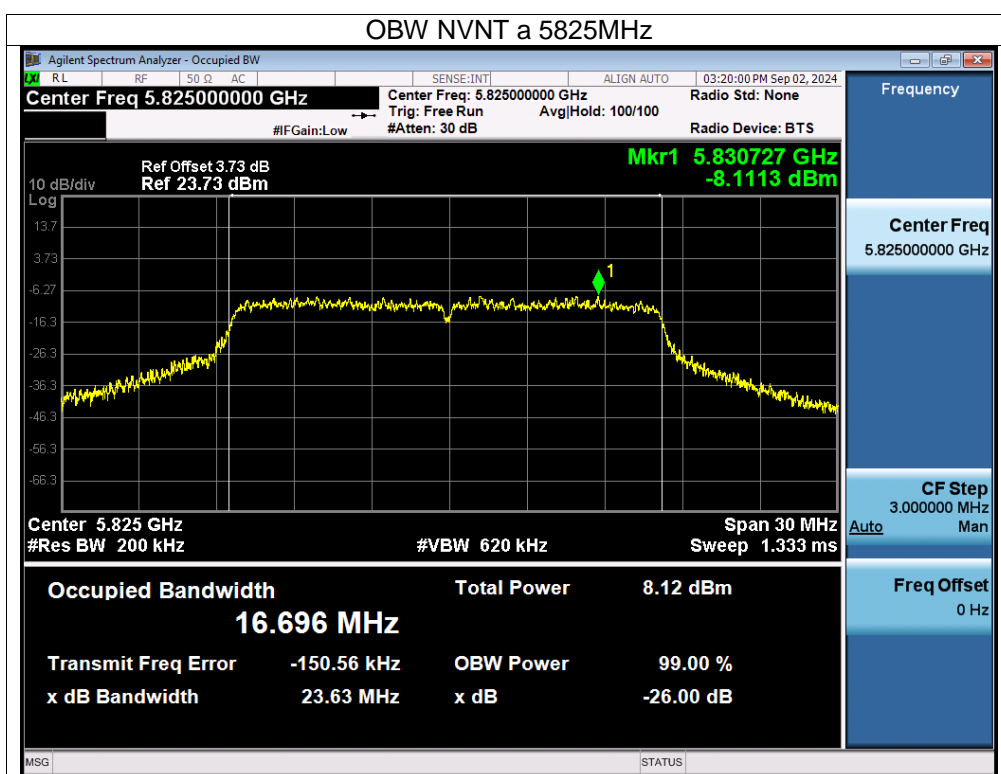 OBW NVNT a 5825MHz
Agilent Spectrum Analyzer - Occupied BW
LXI RL RF 50 Ω AC SENSE:INT ALIGN AUTO 03:20:00 PM Sep 02, 2024
Center Freq 5.825000000 GHz
Center Freq: 5.825000000 GHz Radio Std: None
Trig: Free Run Avg|Hold: 100/100
#IFGain:Low #Atten: 30 dB Radio Device: BTS
Frequency
Mkr1 5.830727 GHz
-8.1113 dBm
Ref Offset 3.73 dB
10 dB/div Ref 23.73 dBm
Log
13.7
3.73
-6.27
-16.3
-26.3
-36.3
-46.3
-56.3
-66.3
1
Center 5.825 GHz Span 30 MHz
#Res BW 200 kHz #VBW 620 kHz Sweep 1.333 ms
Occupied Bandwidth Total Power 8.12 dBm
16.696 MHz
Transmit Freq Error -150.56 kHz OBW Power 99.00 %
x dB Bandwidth 23.63 MHz x dB -26.00 dB
Center Freq
5.825000000 GHz
CF Step
3.000000 MHz
Auto Man
Freq Offset
0 Hz
MSG STATUS